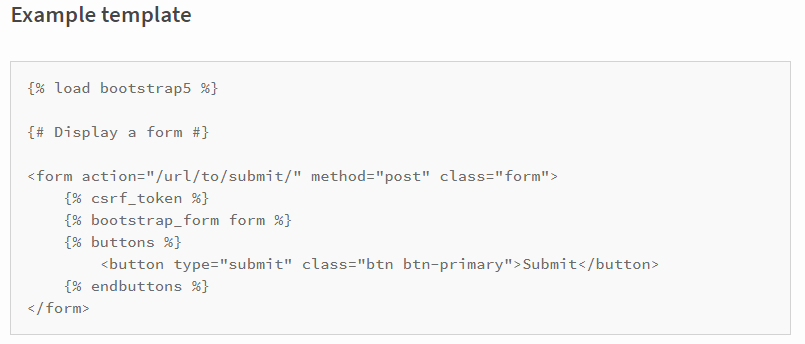 Example template
{% load bootstrap5 %}
{# Display a form #}
<form action="/url/to/submit/" method="post" class="form">
{% csrf_token %}
{% bootstrap_form form %}
{% buttons %}
<button type="submit" class="btn btn-primary">Submit</button>
{% endbuttons %}
</form>